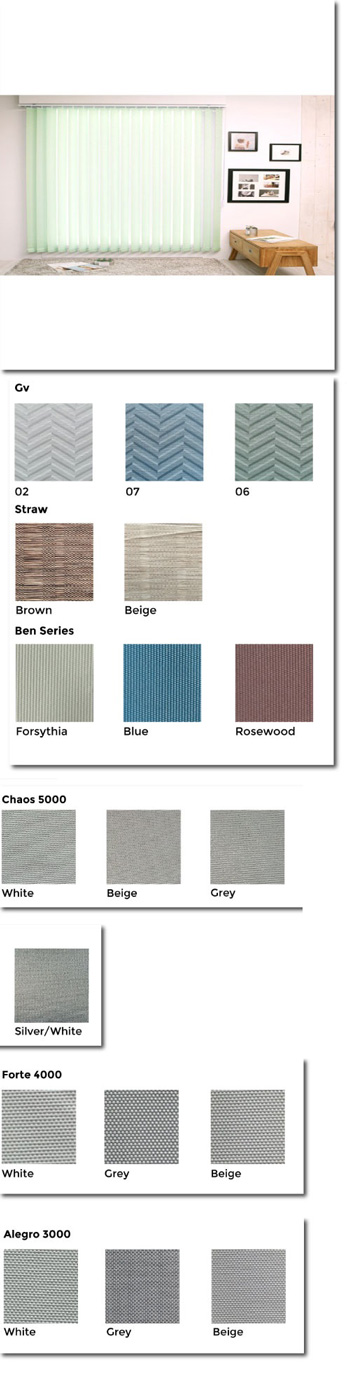 Gv
02 07 06
Straw
Brown Beige
Ben Series
Forsythia Blue Rosewood
Chaos 5000
White Beige Grey
Silver/White
Forte 4000
White Grey Beige
Alegro 3000
White Grey Beige